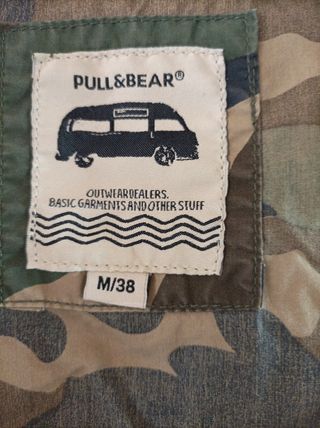 PULL&BEAR®
OUTWEARDEALERS.
BASIC GARMENTS AND OTHER STUFF
M/38